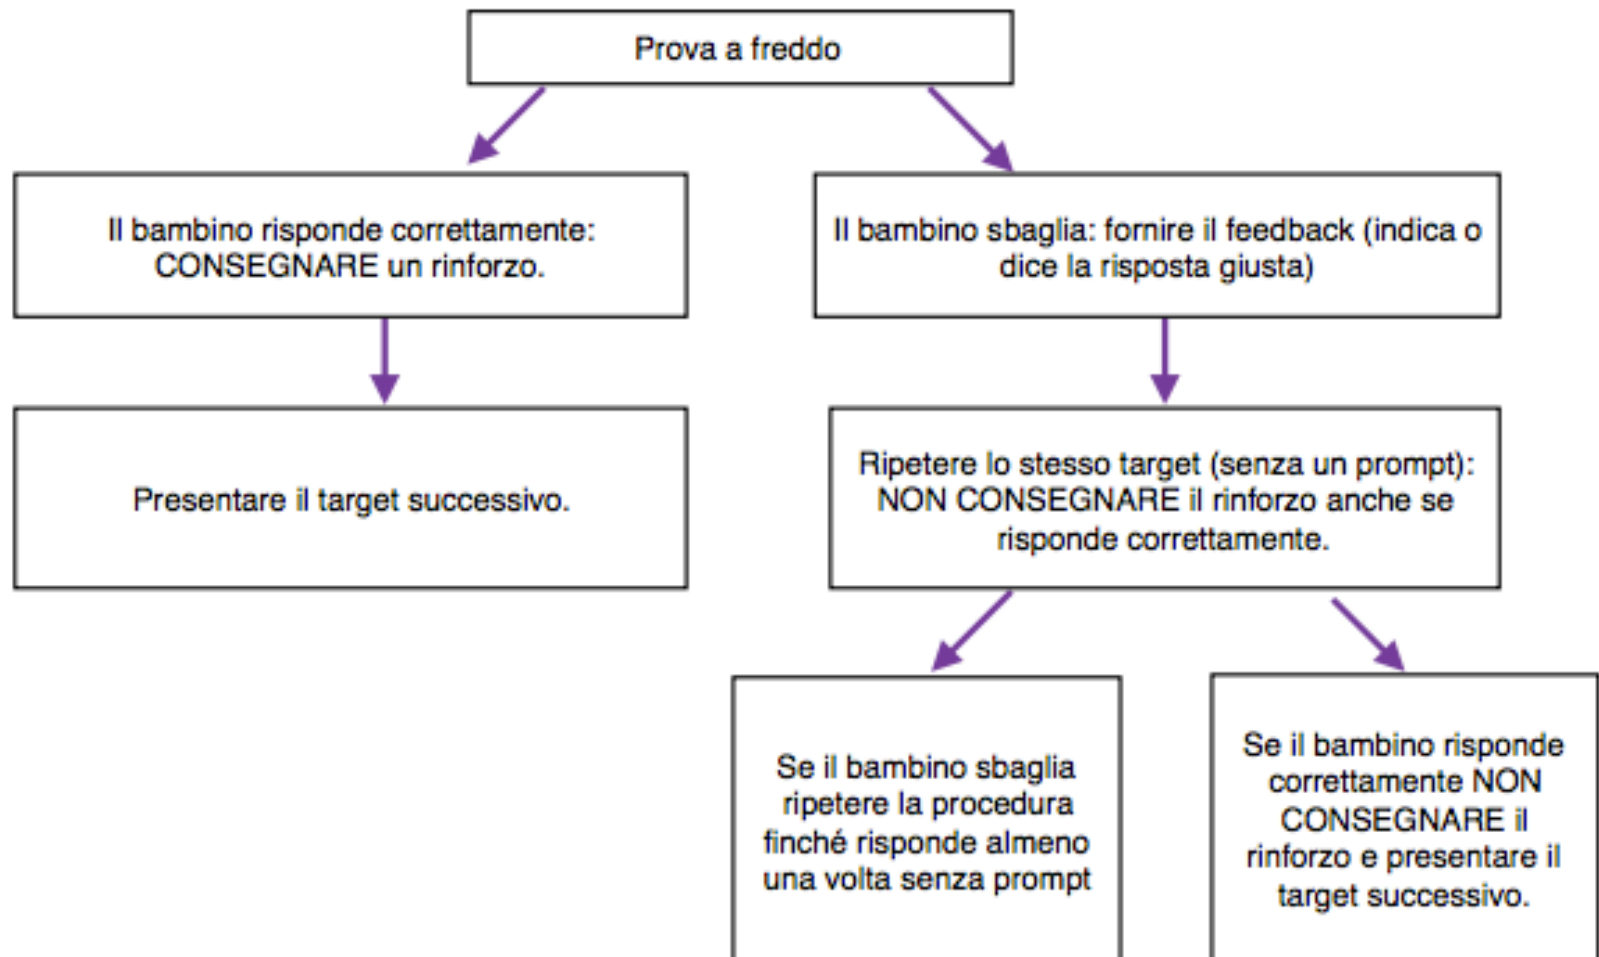 Prova a freddo
Il bambino risponde correttamente:
CONSEGNARE un rinforzo.
Il bambino sbaglia: fornire il feedback (indica o
dice la risposta giusta)
Presentare il target successivo.
Ripetere lo stesso target (senza un prompt):
NON CONSEGNARE il rinforzo anche se
risponde correttamente.
Se il bambino sbaglia
ripetere la procedura
finché risponde almeno
una volta senza prompt
Se il bambino risponde
correttamente NON
CONSEGNARE il
rinforzo e presentare il
target successivo.